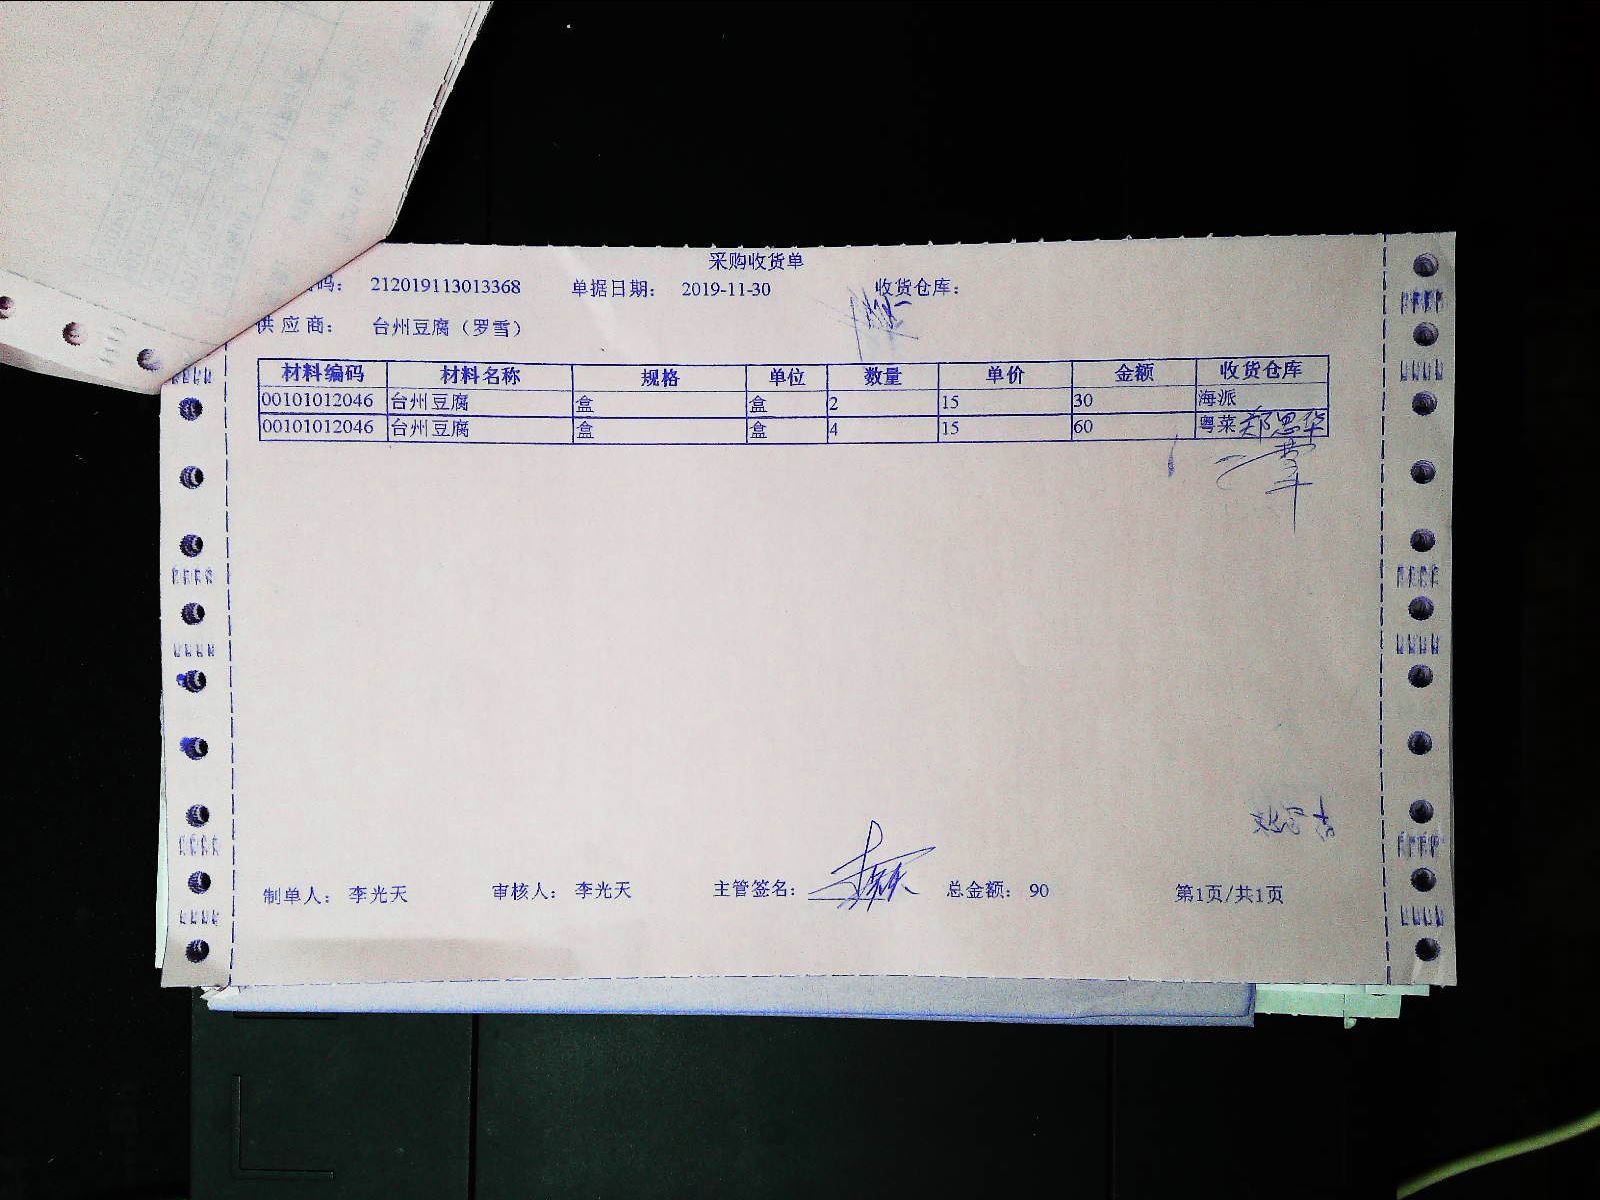 采购收货单
码： 212019113013368 单据日期： 2019-11-30 收货仓库：
供应商： 台州豆腐（罗雪）
材料编码 材料名称 规格 单位 数量 单价 金额 收货仓库
00101012046 台州豆腐 盒 盒 2 15 30 海派
00101012046 台州豆腐 盒 盒 4 15 60 粤菜 郑思华
制单人： 李光天 审核人： 李光天 主管签名： 总金额： 90 第1页/共1页